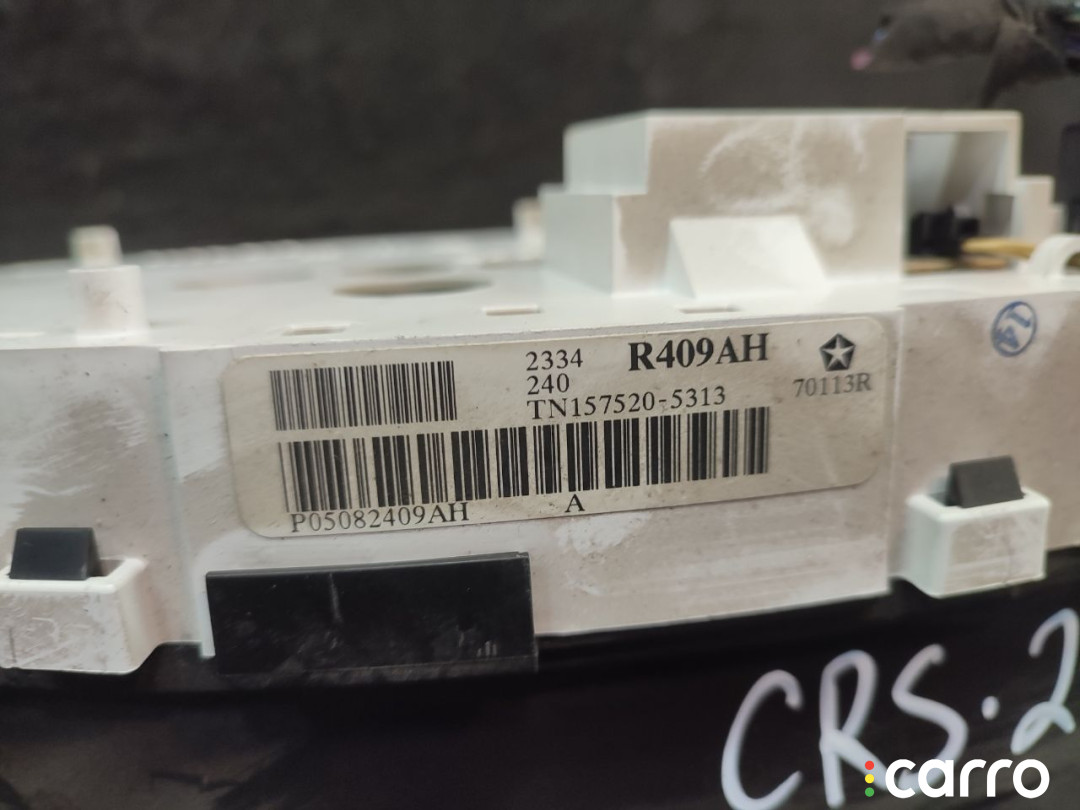 2334 R409AH
240 70113R
TN157520-5313
P05082409AH A
CRS.2
carro